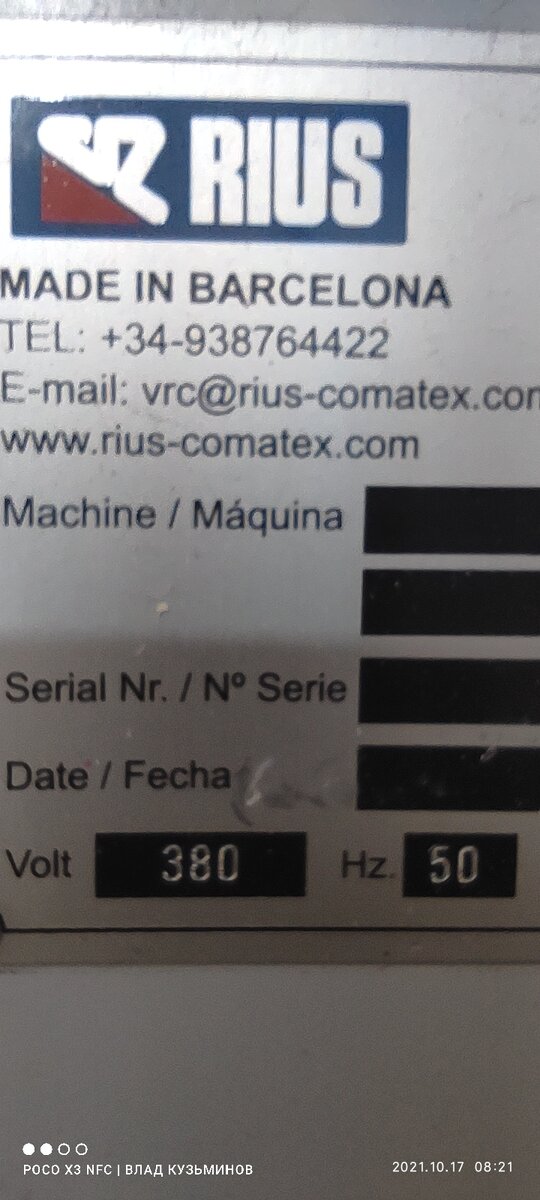 RIUS
MADE IN BARCELONA
TEL: +34-938764422
E-mail: vrc@rius-comatex.com
www.rius-comatex.com
Machine / Máquina
Serial Nr. / Nº Serie
Date / Fecha
Volt 380 Hz. 50
POCO X3 NFC | ВЛАД КУЗЬМИНОВ 2021.10.17 08:21